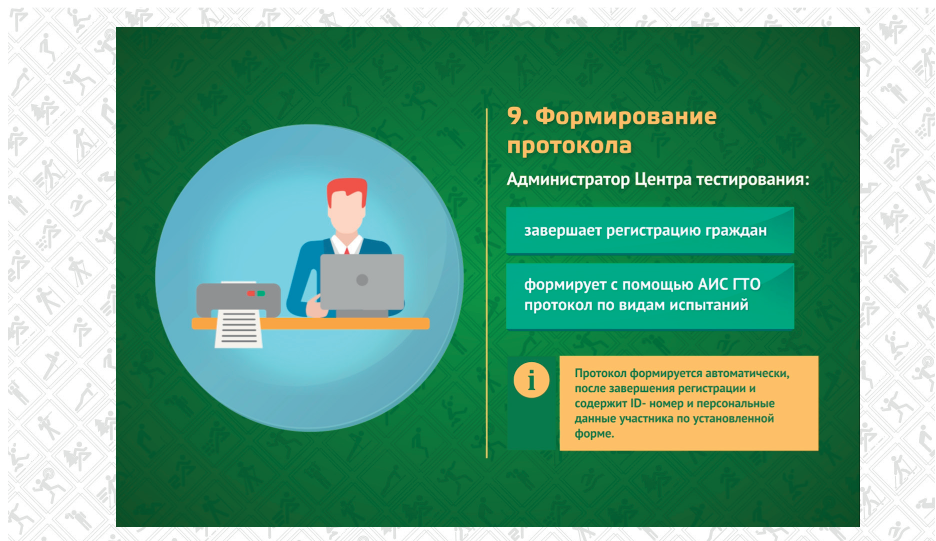 9. Формирование
протокола
Администратор Центра тестирования:
завершает регистрацию граждан
формирует с помощью АИС ГТО
протокол по видам испытаний
i
Протокол формируется автоматически,
после завершения регистрации и
содержит ID- номер и персональные
данные участника по установленной
форме.